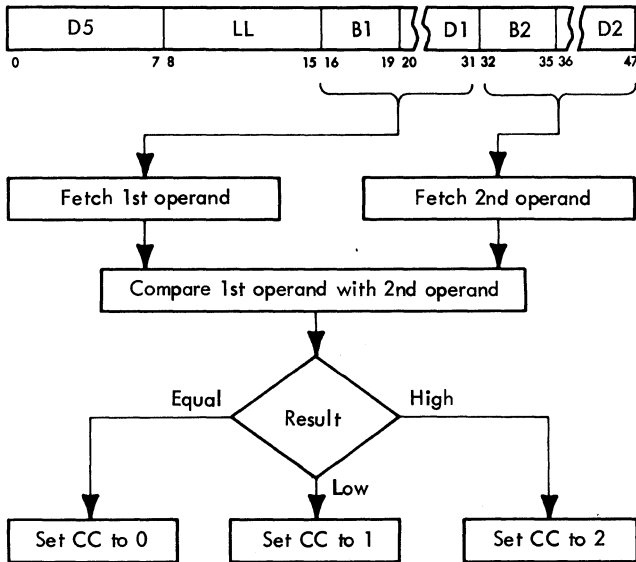 D5 LL B1 D1 B2 D2
0 7 8 15 16 19 20 31 32 35 36 47
Fetch 1st operand Fetch 2nd operand
Compare 1st operand with 2nd operand
Equal High
Result
Low
Set CC to 0 Set CC to 1 Set CC to 2